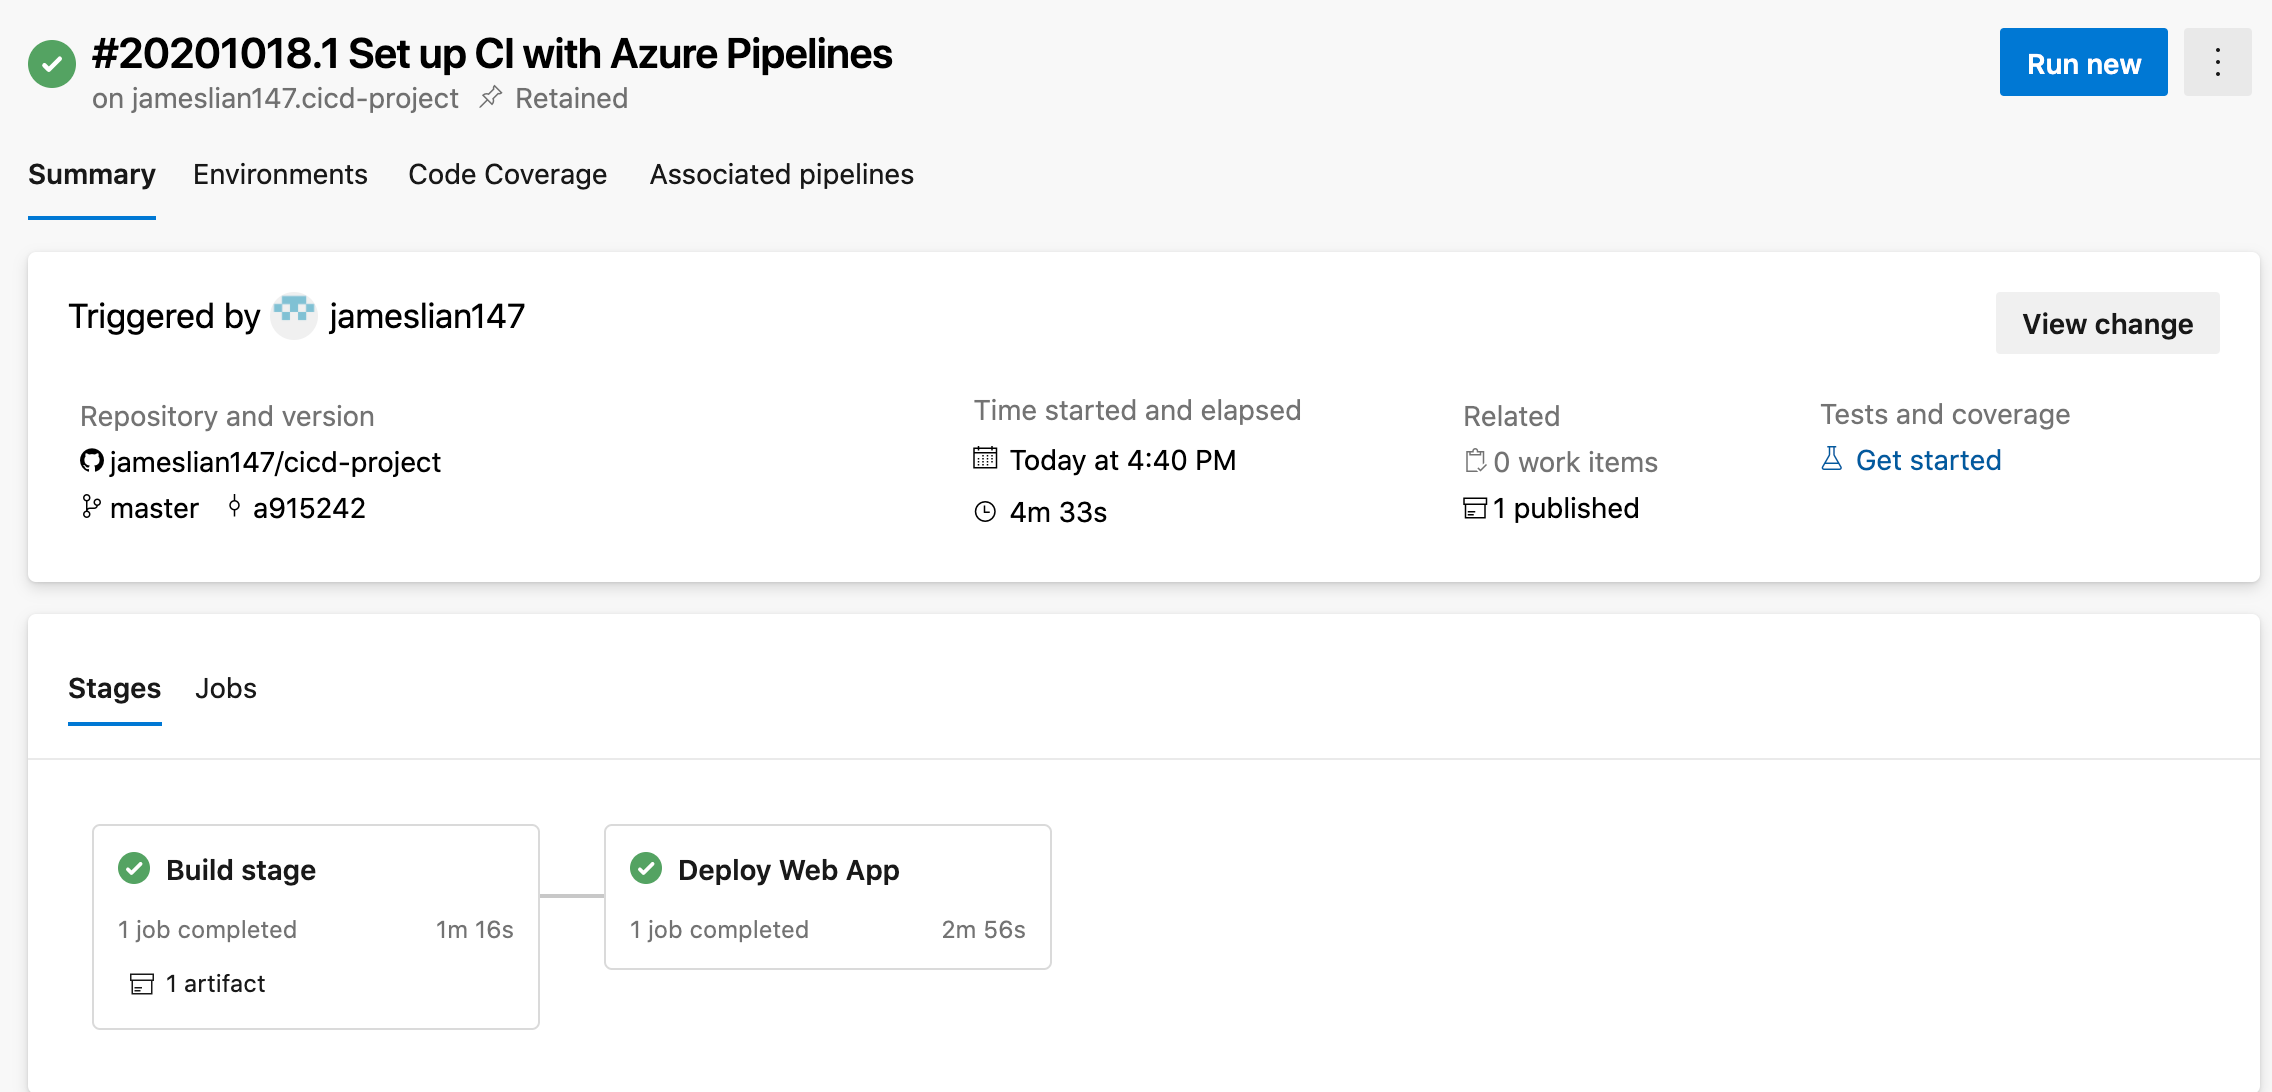 #20201018.1 Set up CI with Azure Pipelines
on jameslian147.cicd-project Retained
Run new
Summary Environments Code Coverage Associated pipelines
Triggered by jameslian147
View change
Repository and version
jameslian147/cicd-project
master a915242
Time started and elapsed
Today at 4:40 PM
4m 33s
Related
0 work items
1 published
Tests and coverage
Get started
Stages Jobs
Build stage
1 job completed 1m 16s
1 artifact
Deploy Web App
1 job completed 2m 56s